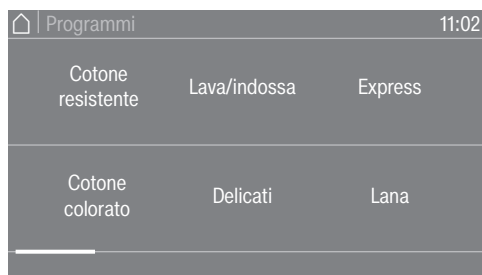 Programmi 11:02
Cotone
resistente
Lava/indossa
Express
Cotone
colorato
Delicati
Lana